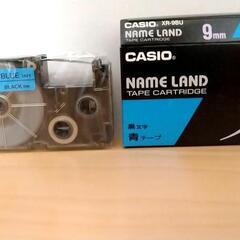 BLUE TAPE
BLACK INK
CASIO XR-9BU
NAME LAND 9mm
TAPE CARTRIDGE
CASIO
NAME LAND
TAPE CARTRIDGE
黒文字
青テープ